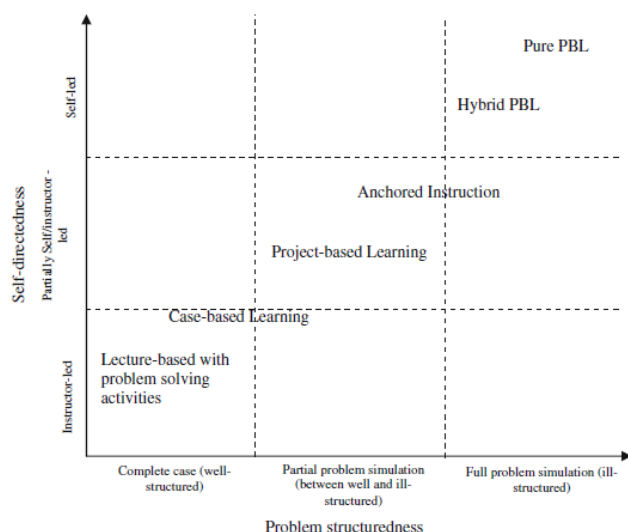 Pure PBL
Hybrid PBL
Anchored Instruction
Project-based Learning
Case-based Learning
Lecture-based with
problem solving
activities
Self-directedness
Self-led
Partially Self/instructor -
led
Instructor-led
Complete case (well-
structured)
Partial problem simulation
(between well and ill-
structured)
Full problem simulation (ill-
structured)
Problem structuredness